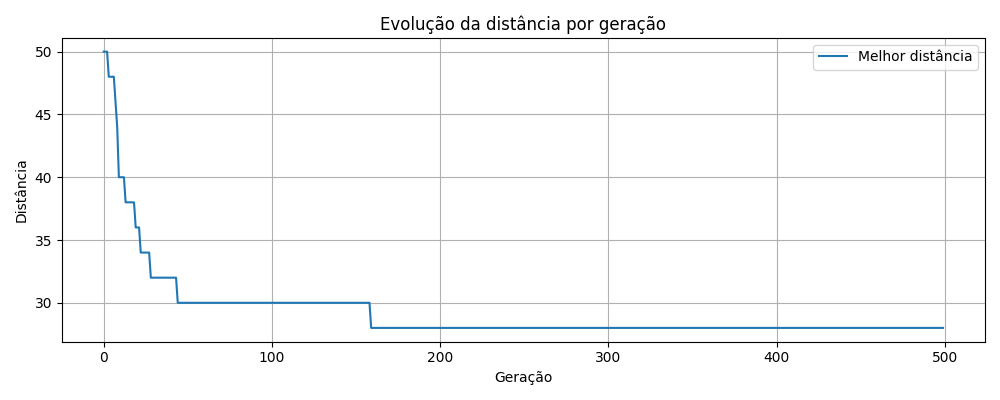 Evolução da distância por geração
Melhor distância
Distância
50
45
40
35
30
0 100 200 300 400 500
Geração